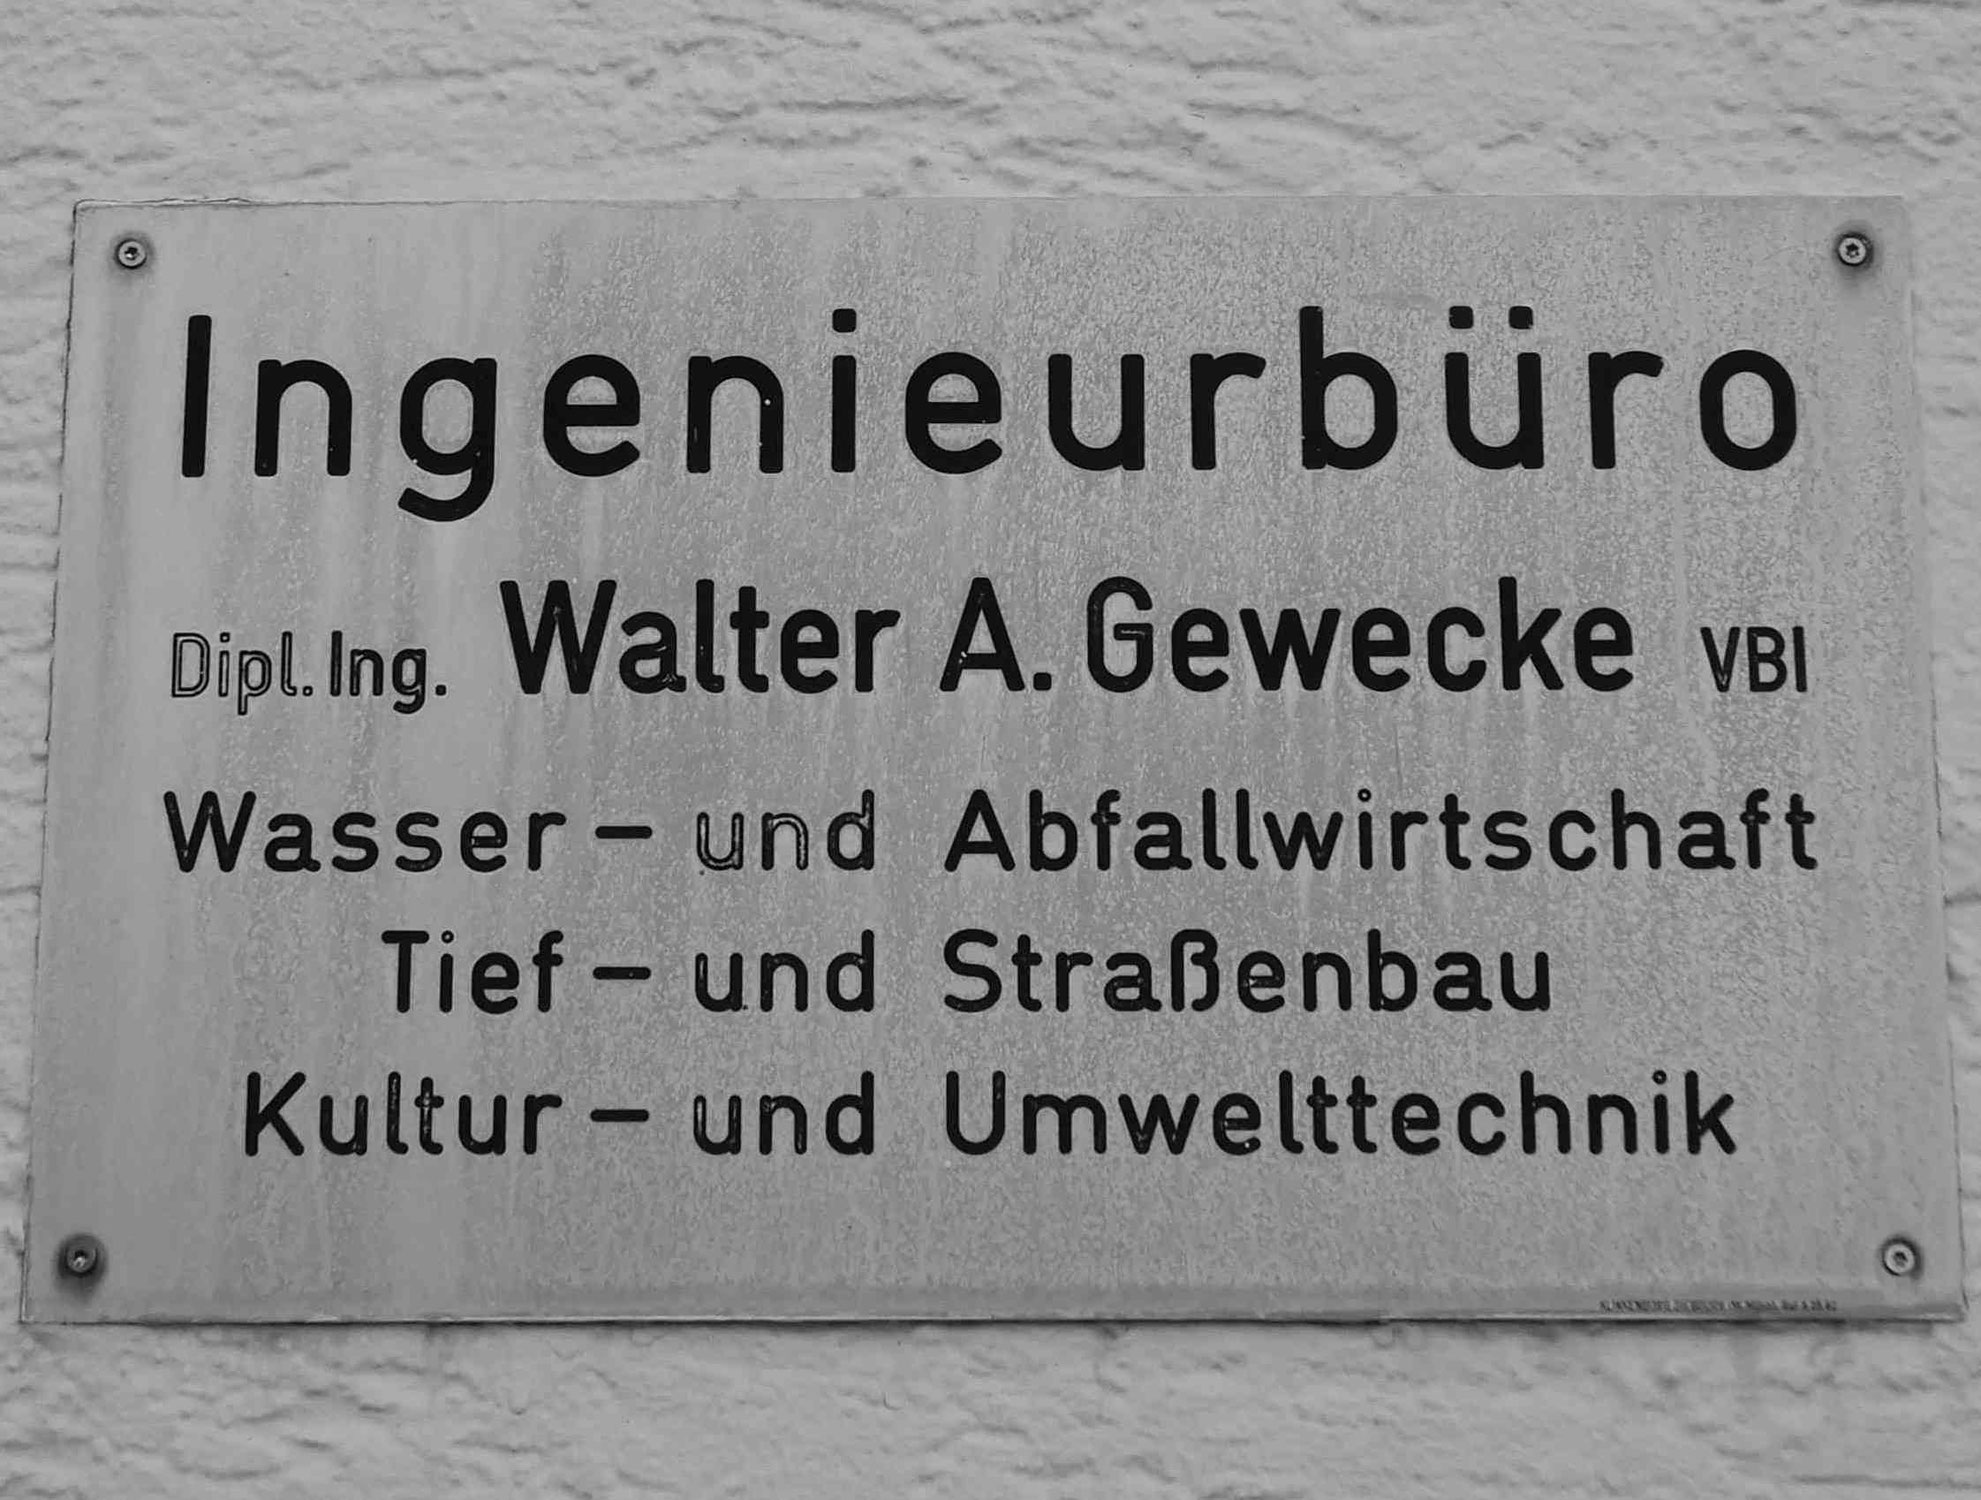 Ingenieurbüro
Dipl. Ing. Walter A. Gewecke VBI
Wasser - und Abfallwirtschaft
Tief - und Straßenbau
Kultur - und Umwelttechnik